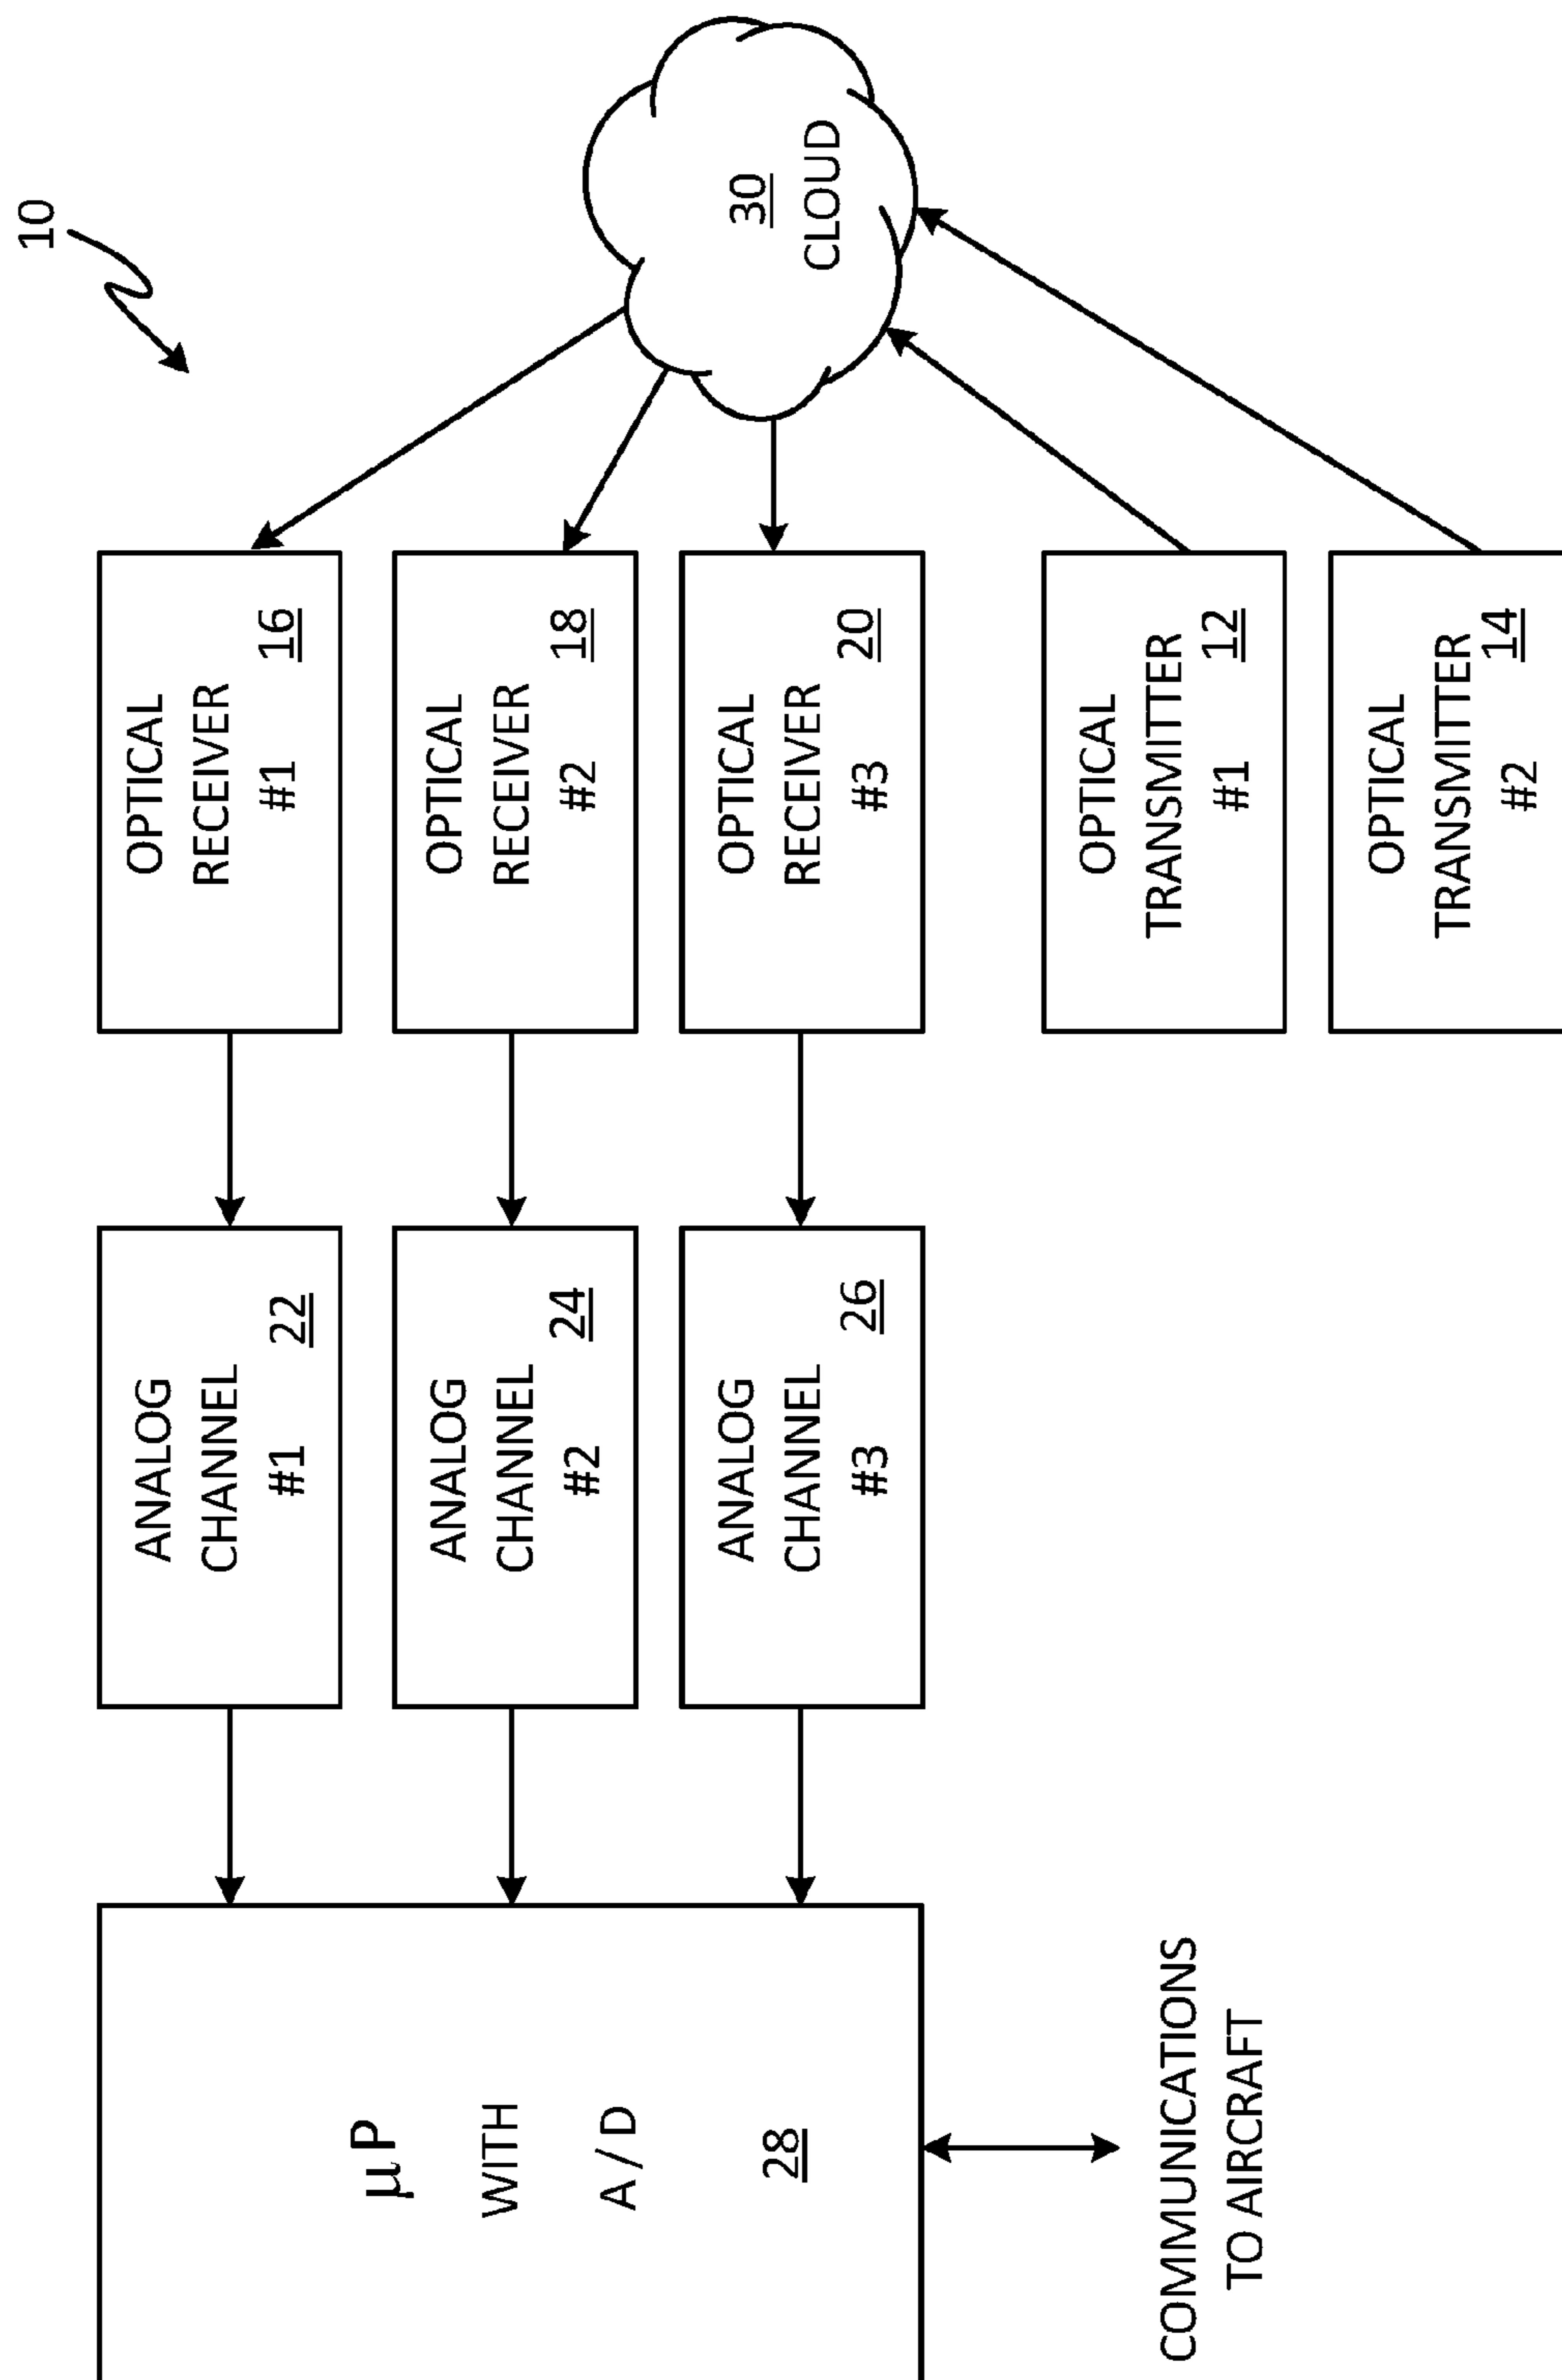 10
µP
WITH
A / D
28
ANALOG
CHANNEL
#1
22
OPTICAL
RECEIVER
#1
16
ANALOG
CHANNEL
#2
24
OPTICAL
RECEIVER
#2
18
ANALOG
CHANNEL
#3
26
OPTICAL
RECEIVER
#3
20
30
CLOUD
OPTICAL
TRANSMITTER
#1
12
OPTICAL
TRANSMITTER
#2
14
COMMUNICATIONS
TO AIRCRAFT